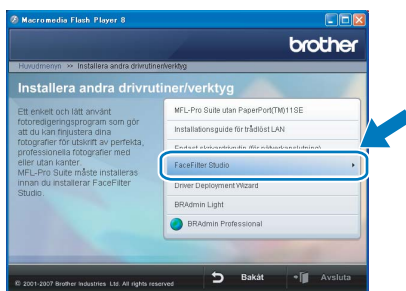 Macromedia Flash Player 8
brother
Huvudmenyn >> Installera andra drivrutiner/verktyg
Installera andra drivrutiner/verktyg
Ett enkelt och lätt använt
fotoredigeringsprogram som gör
att du kan finjustera dina
fotografier för utskrift av perfekta,
professionella fotografier med
eller utan kanter.
MFL-Pro Suite måste installeras
innan du installerar FaceFilter
Studio.
MFL-Pro Suite utan PaperPort(TM)11SE
Installationsguide för trådlöst LAN
Endast skrivardrivrutin (för nätverksanslutning)
FaceFilter Studio
Driver Deployment Wizard
BRAdmin Light
BRAdmin Professional
© 2001-2007 Brother Industries Ltd. All rights reserved
Bakåt
Avsluta